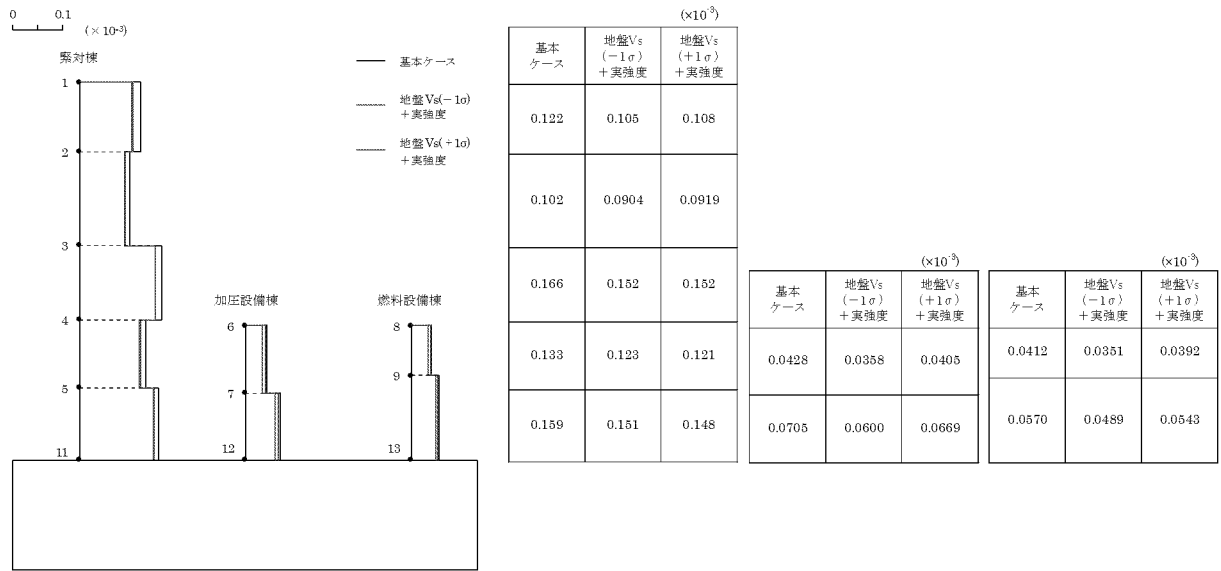 0 0.1
(×10⁻³)
緊対棟
1
2
3
4
5
11
加圧設備棟
6
7
12
燃料設備棟
8
9
13
基本ケース
地盤Vs(－1σ)
＋実強度
地盤Vs(＋1σ)
＋実強度
(×10⁻³)
基本
ケース
地盤Vs
(－1σ)
＋実強度
地盤Vs
(＋1σ)
＋実強度
0.122 0.105 0.108
0.102 0.0904 0.0919
0.166 0.152 0.152
0.133 0.123 0.121
0.159 0.151 0.148
(×10⁻³)
基本
ケース
地盤Vs
(－1σ)
＋実強度
地盤Vs
(＋1σ)
＋実強度
0.0428 0.0358 0.0405
0.0705 0.0600 0.0669
(×10⁻³)
基本
ケース
地盤Vs
(－1σ)
＋実強度
地盤Vs
(＋1σ)
＋実強度
0.0412 0.0351 0.0392
0.0570 0.0489 0.0543